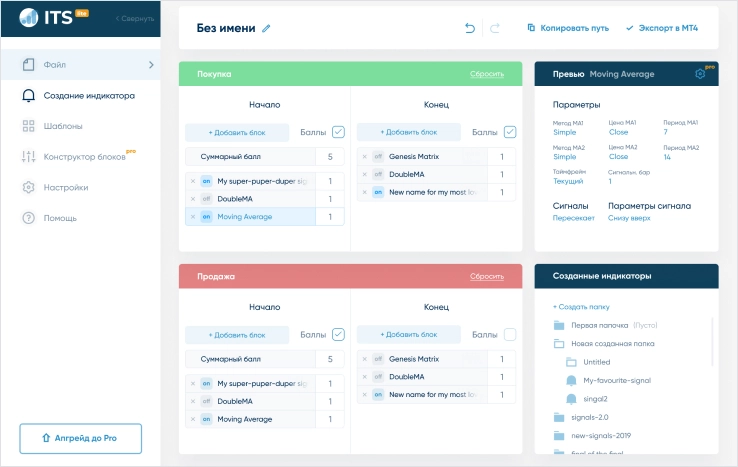 ITS Pro
‹ Свернуть
Файл
Создание индикатора
Шаблоны
Конструктор блоков pro
Настройки
Помощь
Апгрейд до Pro
Без имени
Копировать путь
Экспорт в MT4
Покупка
Сбросить
Начало
+ Добавить блок
Баллы
Суммарный балл 5
× on My super-puper-duper sig 1
× off DoubleMA 1
× on Moving Average 1
Конец
+ Добавить блок
Баллы
× off Genesis Matrix 1
× off DoubleMA 1
× on New name for my most lo 1
Продажа
Сбросить
Начало
+ Добавить блок
Баллы
Суммарный балл 5
× on My super-puper-duper sig 1
× off DoubleMA 1
× on Moving Average 1
Конец
+ Добавить блок
Баллы
× off Genesis Matrix 1
× off DoubleMA 1
× on New name for my most lo 1
Превью Moving Average
pro
Параметры
Метод MA1 Цена MA1 Период MA1
Simple Close 7
Метод MA2 Цена MA2 Период MA2
Simple Close 14
Таймфрейм Сигнальн. бар
Текущий 1
Сигналы Параметры сигнала
Пересекает Снизу вверх
Созданные индикаторы
+ Создать папку
Первая папочка (Пусто)
Новая созданная папка
Untitled
My-favourite-signal
singal2
signals-2.0
new-signals-2019
final of the final